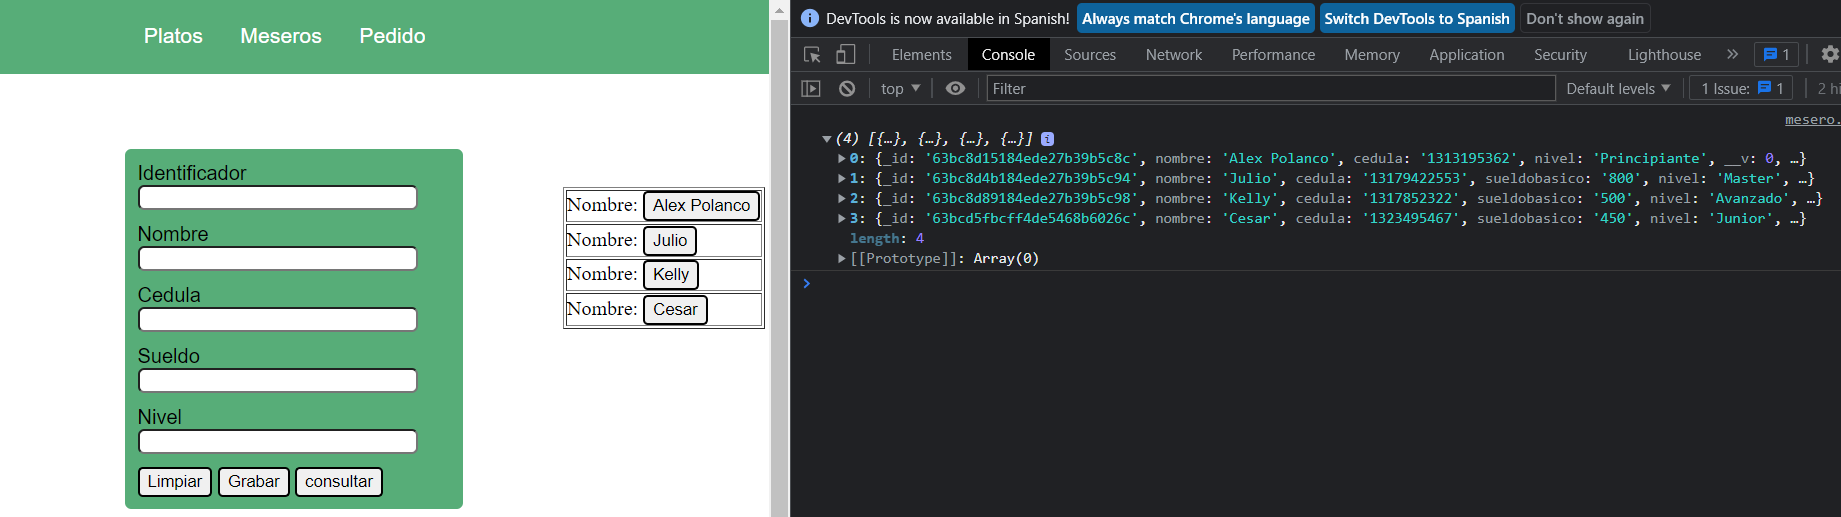 Platos Meseros Pedido
Identificador
Nombre
Cedula
Sueldo
Nivel
Limpiar Grabar consultar
Nombre: Alex Polanco
Nombre: Julio
Nombre: Kelly
Nombre: Cesar
DevTools is now available in Spanish! Always match Chrome's language Switch DevTools to Spanish Don't show again
Elements Console Sources Network Performance Memory Application Security Lighthouse » 1
top Filter Default levels 1 Issue: 1 2 hi
mesero.
(4) [{…}, {…}, {…}, {…}] i
0: {_id: '63bc8d15184ede27b39b5c8c', nombre: 'Alex Polanco', cedula: '1313195362', nivel: 'Principiante', __v: 0, …}
1: {_id: '63bc8d4b184ede27b39b5c94', nombre: 'Julio', cedula: '13179422553', sueldobasico: '800', nivel: 'Master', …}
2: {_id: '63bc8d89184ede27b39b5c98', nombre: 'Kelly', cedula: '1317852322', sueldobasico: '500', nivel: 'Avanzado', …}
3: {_id: '63bcd5fbcff4de5468b6026c', nombre: 'Cesar', cedula: '1323495467', sueldobasico: '450', nivel: 'Junior', …}
length: 4
[[Prototype]]: Array(0)